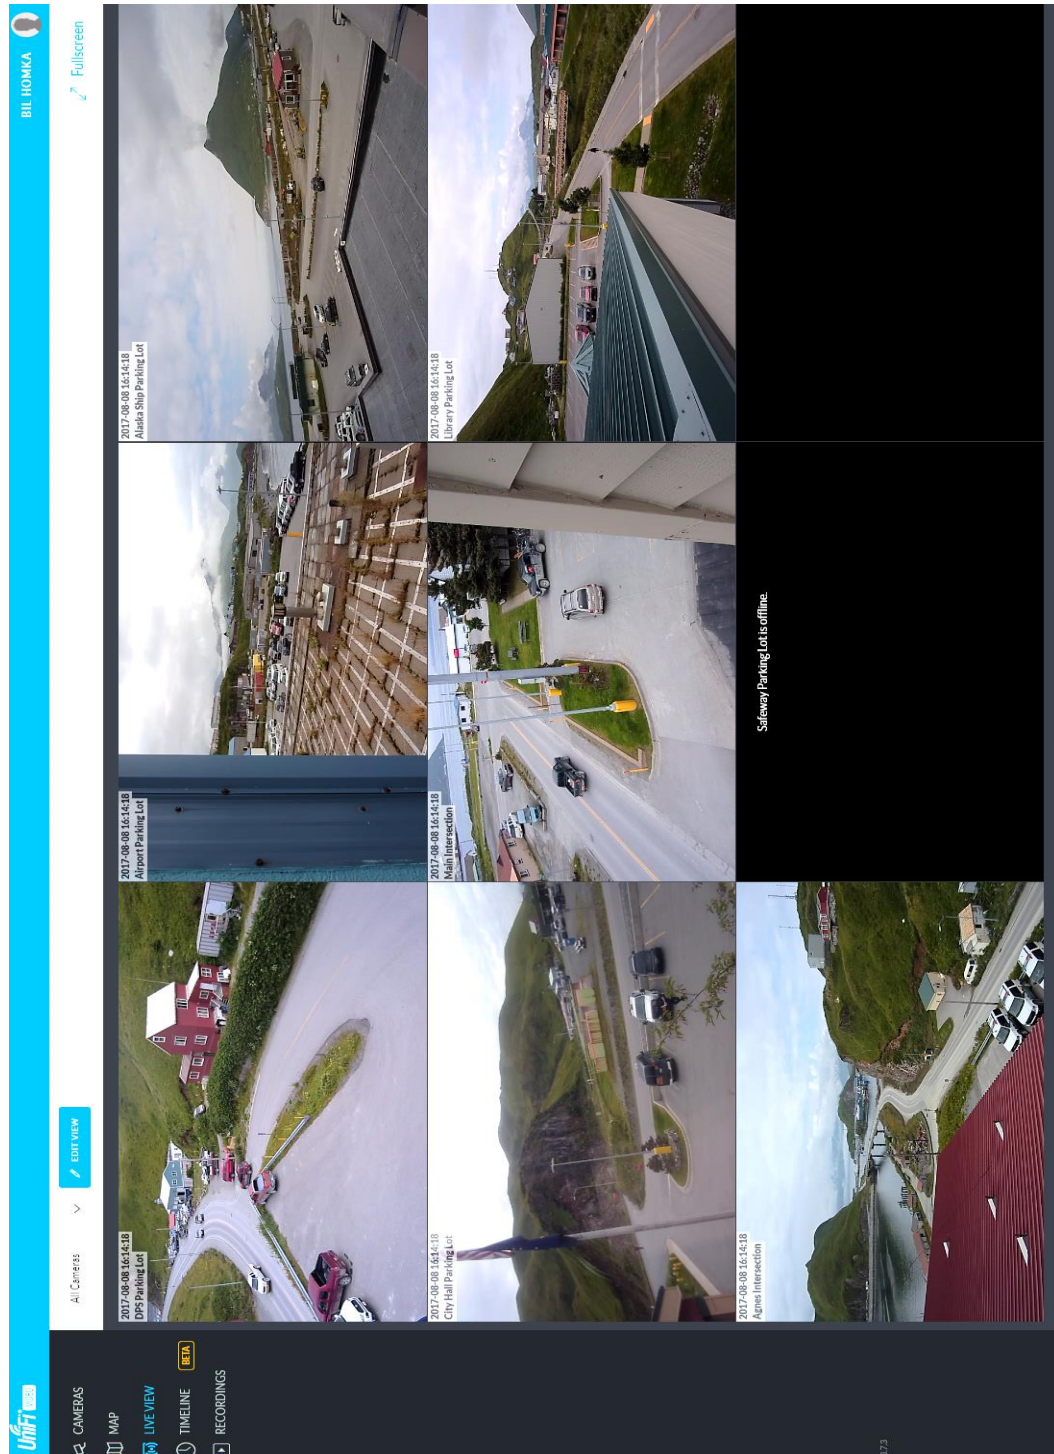 UniFi VIDEO
BIL HOMKA
All Cameras
EDIT VIEW
Fullscreen
CAMERAS
MAP
LIVE VIEW
TIMELINE BETA
RECORDINGS
2017-08-08 16:14:18
DPS Parking Lot
2017-08-08 16:14:18
Airport Parking Lot
2017-08-08 16:14:18
Alaska Ship Parking Lot
2017-08-08 16:14:18
City Hall Parking Lot
2017-08-08 16:14:18
Main Intersection
2017-08-08 16:14:18
Library Parking Lot
2017-08-08 16:14:18
Agnes Intersection
Safeway Parking Lot is offline.